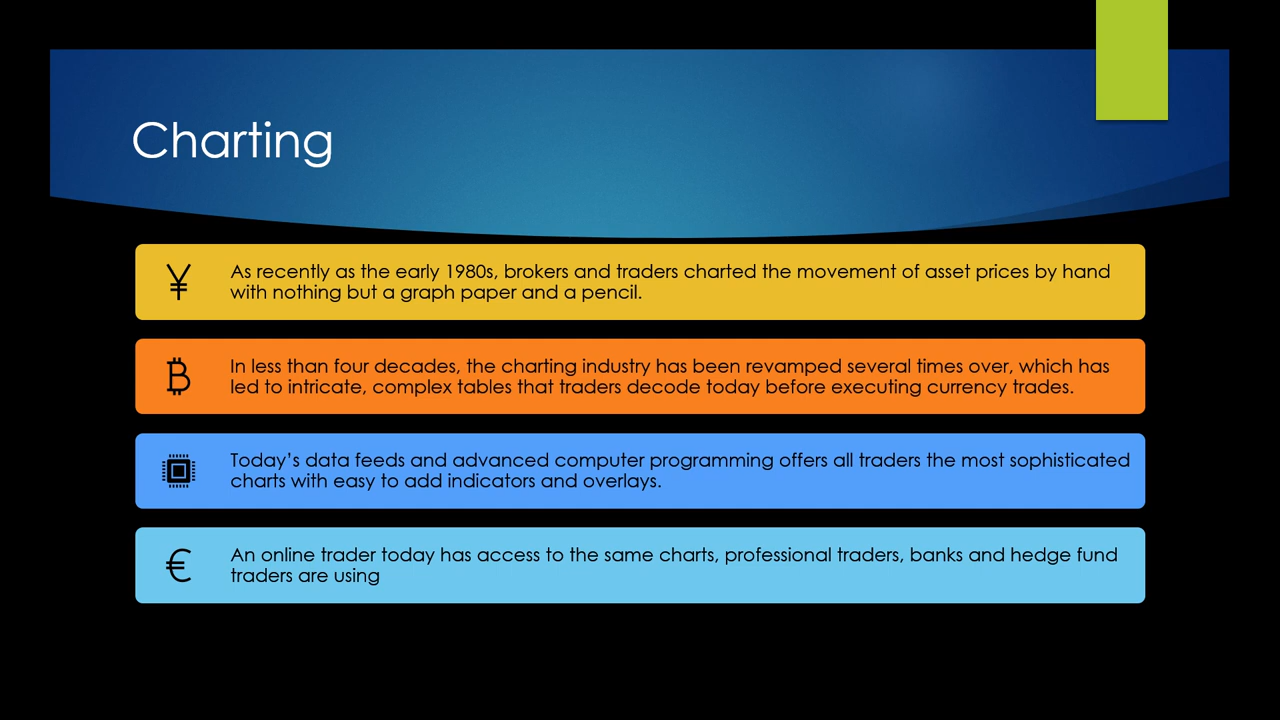 Charting
As recently as the early 1980s, brokers and traders charted the movement of asset prices by hand
with nothing but a graph paper and a pencil.
In less than four decades, the charting industry has been revamped several times over, which has
led to intricate, complex tables that traders decode today before executing currency trades.
Today’s data feeds and advanced computer programming offers all traders the most sophisticated
charts with easy to add indicators and overlays.
An online trader today has access to the same charts, professional traders, banks and hedge fund
traders are using